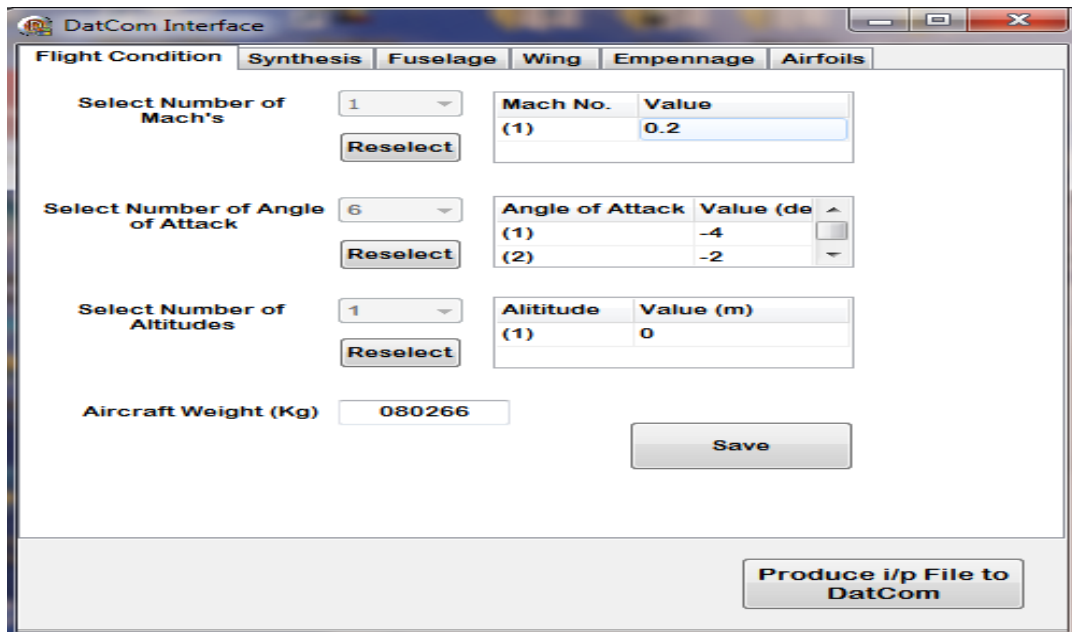 DatCom Interface
Flight Condition Synthesis Fuselage Wing Empennage Airfoils
Select Number of
Mach's
1
Reselect
Mach No. Value
(1) 0.2
Select Number of Angle
of Attack
6
Reselect
Angle of Attack Value (de
(1) -4
(2) -2
Select Number of
Altitudes
1
Reselect
Alititude Value (m)
(1) 0
Aircraft Weight (Kg) 080266
Save
Produce i/p File to
DatCom